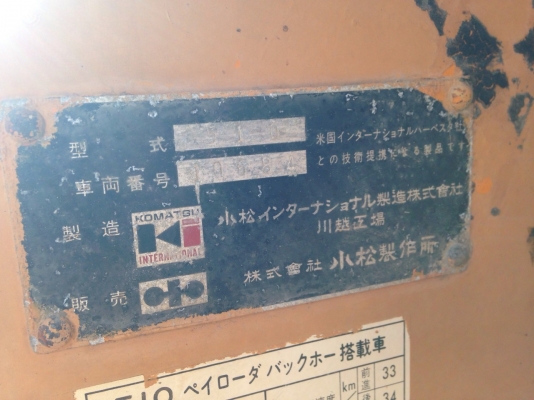 型式
米国インターナショナルハーベスタ社
車両番号
との技術提携による製品です
製造
KOMATSU
INTERNATIONAL
小松インターナショナル製造株式会社
川越工場
販売
株式會社 小松製作所
ペイローダ バックホー搭載車
km
前進
33
34